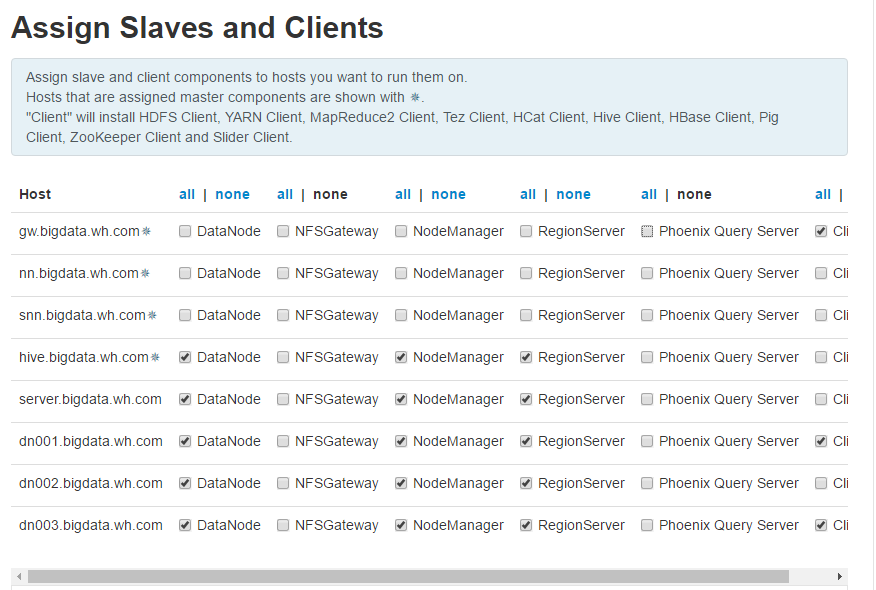 Assign Slaves and Clients
Assign slave and client components to hosts you want to run them on.
Hosts that are assigned master components are shown with ✵.
"Client" will install HDFS Client, YARN Client, MapReduce2 Client, Tez Client, HCat Client, Hive Client, HBase Client, Pig
Client, ZooKeeper Client and Slider Client.
Host all | none all | none all | none all | none all | none all |
gw.bigdata.wh.com✵ DataNode NFSGateway NodeManager RegionServer Phoenix Query Server Cli
nn.bigdata.wh.com✵ DataNode NFSGateway NodeManager RegionServer Phoenix Query Server Cli
snn.bigdata.wh.com✵ DataNode NFSGateway NodeManager RegionServer Phoenix Query Server Cli
hive.bigdata.wh.com✵ DataNode NFSGateway NodeManager RegionServer Phoenix Query Server Cli
server.bigdata.wh.com DataNode NFSGateway NodeManager RegionServer Phoenix Query Server Cli
dn001.bigdata.wh.com DataNode NFSGateway NodeManager RegionServer Phoenix Query Server Cli
dn002.bigdata.wh.com DataNode NFSGateway NodeManager RegionServer Phoenix Query Server Cli
dn003.bigdata.wh.com DataNode NFSGateway NodeManager RegionServer Phoenix Query Server Cli